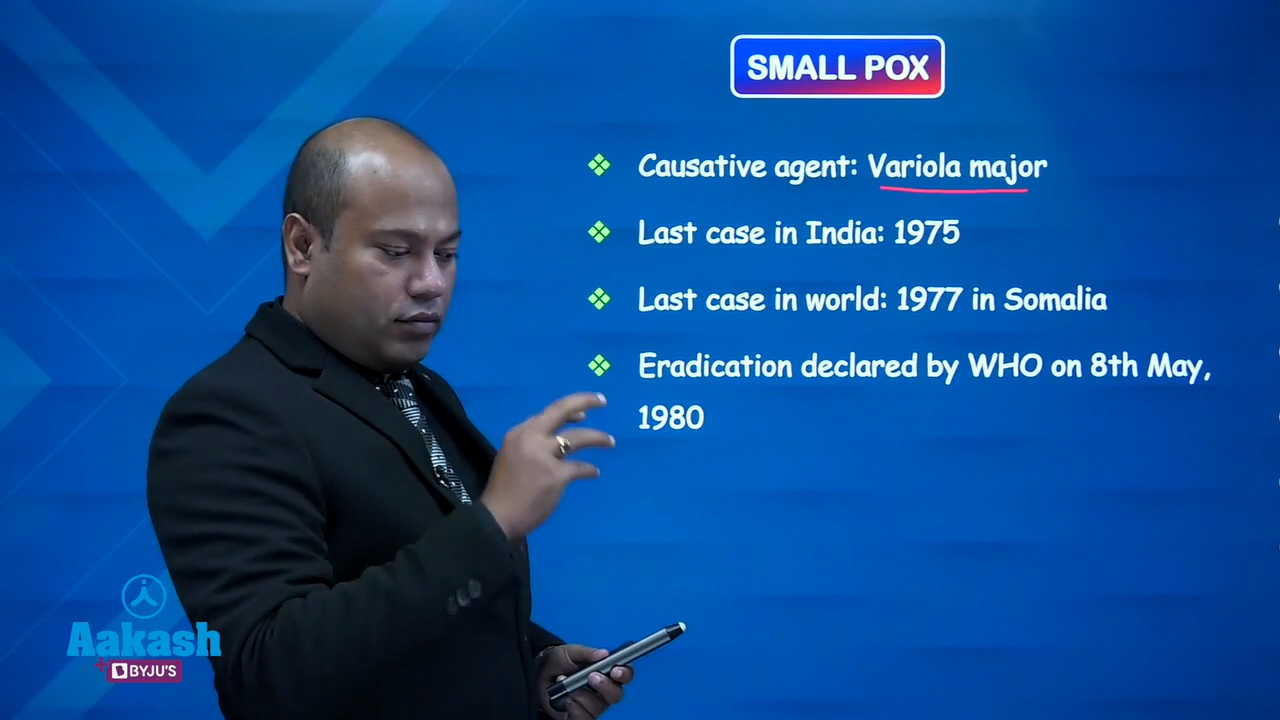 SMALL POX
Causative agent: Variola major
Last case in India: 1975
Last case in world: 1977 in Somalia
Eradication declared by WHO on 8th May,
1980
Aakash
+ BYJU'S